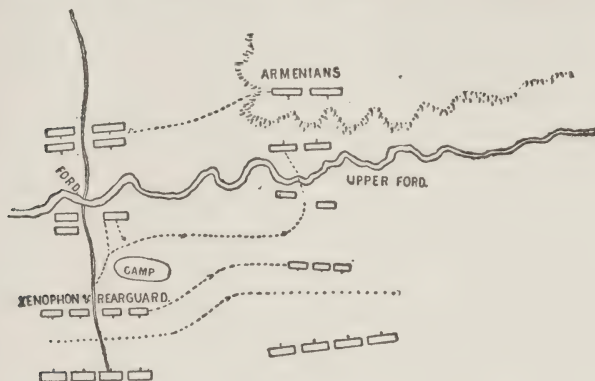 ARMENIANS
FORD.
UPPER FORD.
CAMP
XENOPHON'S REARGUARD.